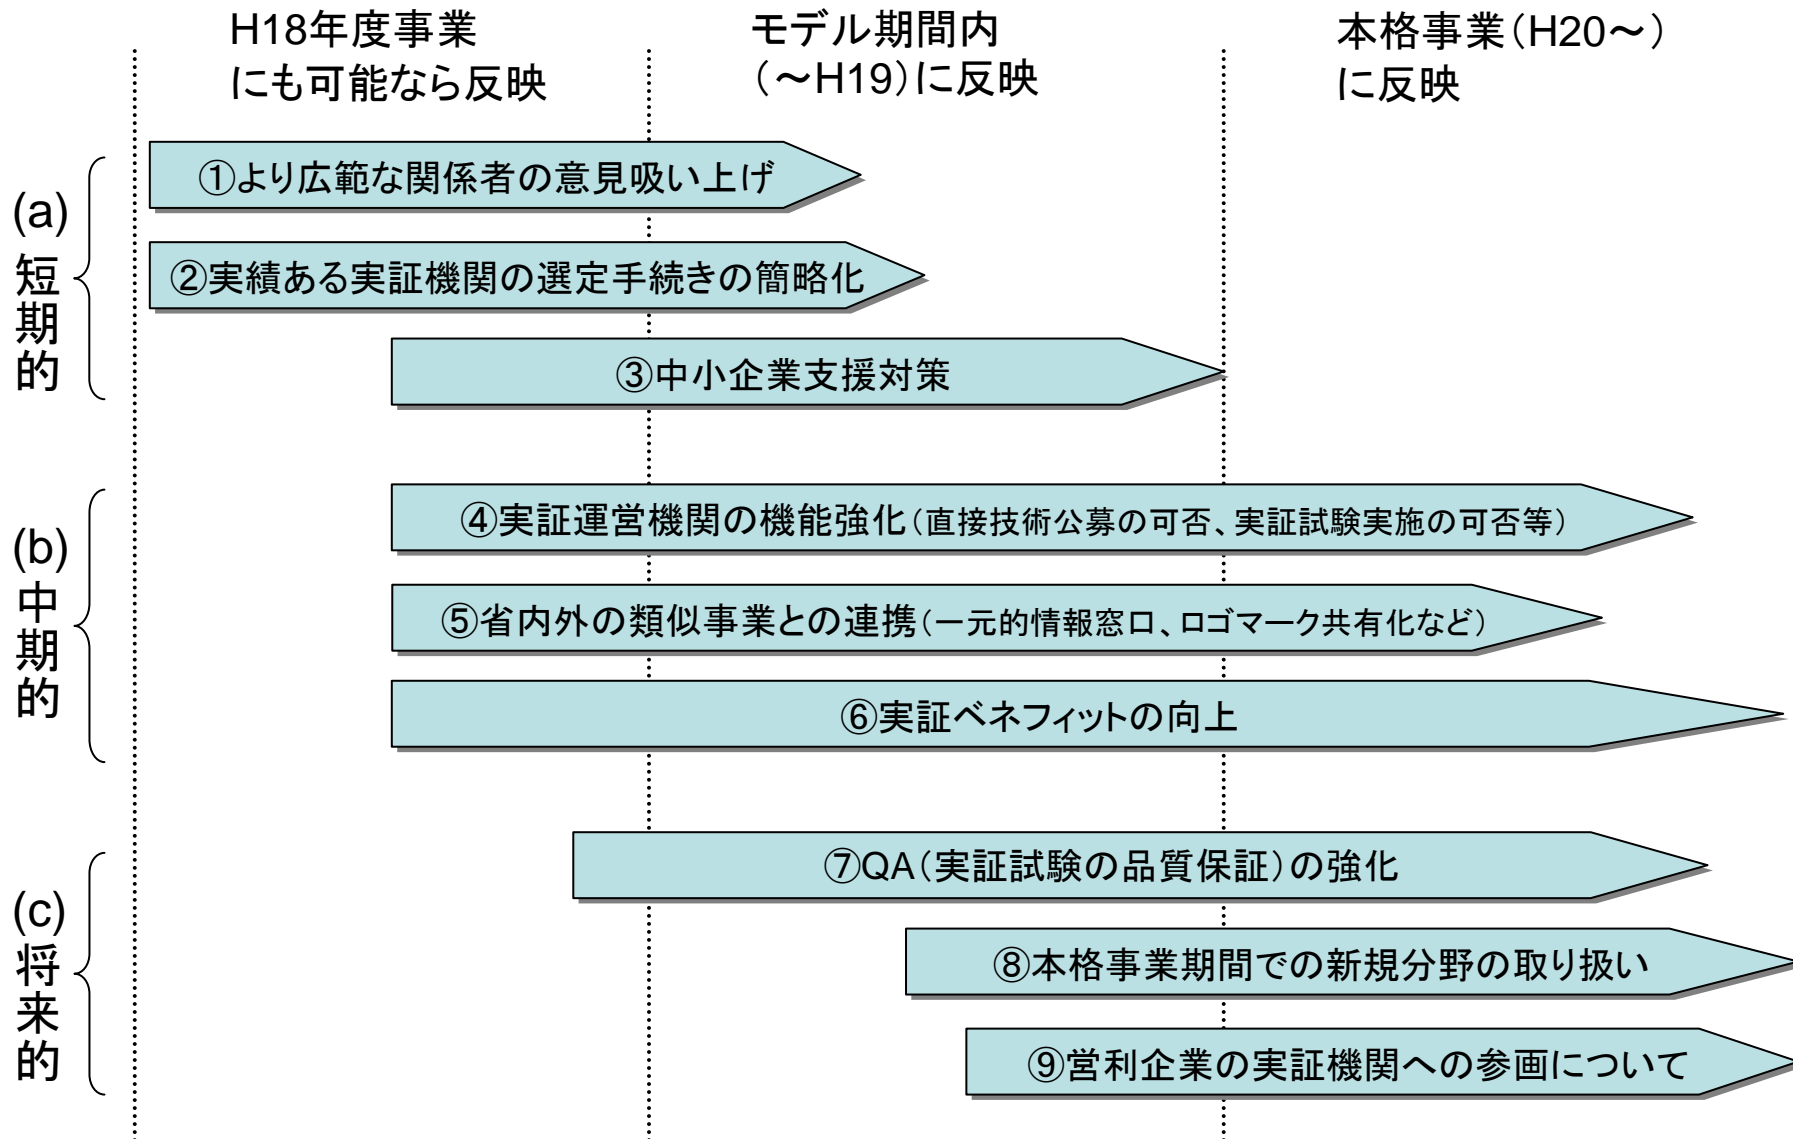 H18年度事業
にも可能なら反映
モデル期間内
(～H19)に反映
本格事業(H20～)
に反映
(a)
短期的
①より広範な関係者の意見吸い上げ
②実績ある実証機関の選定手続きの簡略化
③中小企業支援対策
(b)
中期的
④実証運営機関の機能強化(直接技術公募の可否、実証試験実施の可否等)
⑤省内外の類似事業との連携(一元的情報窓口、ロゴマーク共有化など)
⑥実証ベネフィットの向上
(c)
将来的
⑦QA(実証試験の品質保証)の強化
⑧本格事業期間での新規分野の取り扱い
⑨営利企業の実証機関への参画について